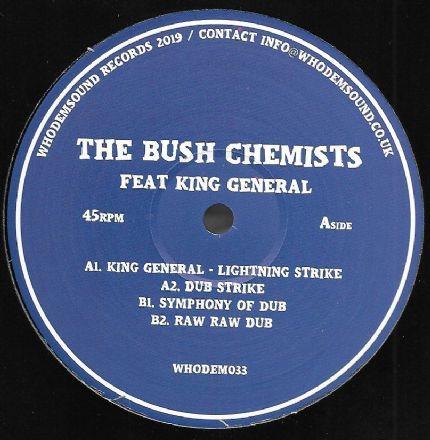 WHODEMSOUND RECORDS 2019 / CONTACT INFO@WHODEMSOUND.CO.UK
THE BUSH CHEMISTS
FEAT KING GENERAL
45RPM
ASIDE
A1. KING GENERAL - LIGHTNING STRIKE
A2. DUB STRIKE
B1. SYMPHONY OF DUB
B2. RAW RAW DUB
WHODEM033